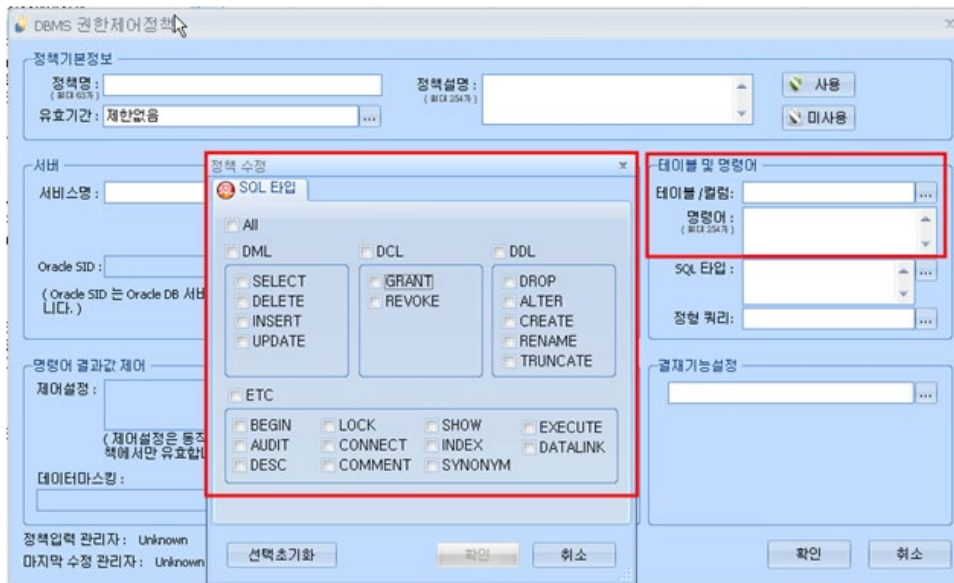 DBMS 권한제어정책
정책기본정보
정책명 :
( 최대 63자 )
정책설명 :
( 최대 254자 )
사용
유효기간 : 제한없음 ...
미사용
서버
서비스명 :
Oracle SID :
( Oracle SID 는 Oracle DB 서버
니다. )
명령어 결과값 제어
제어설정 :
( 제어설정은 동작
책에서만 유효합니
데이터마스킹 :
정책입력 관리자 : Unknown
마지막 수정 관리자 : Unknown
정책 수정
SQL 타입
All
DML DCL DDL
SELECT GRANT DROP
DELETE REVOKE ALTER
INSERT CREATE
UPDATE RENAME
TRUNCATE
ETC
BEGIN LOCK SHOW EXECUTE
AUDIT CONNECT INDEX DATALINK
DESC COMMENT SYNONYM
선택초기화 확인 취소
테이블 및 명령어
테이블 /컬럼: ...
명령어 :
( 최대 254자 )
SQL 타입 : ...
정형 쿼리: ...
결재기능설정
...
확인 취소